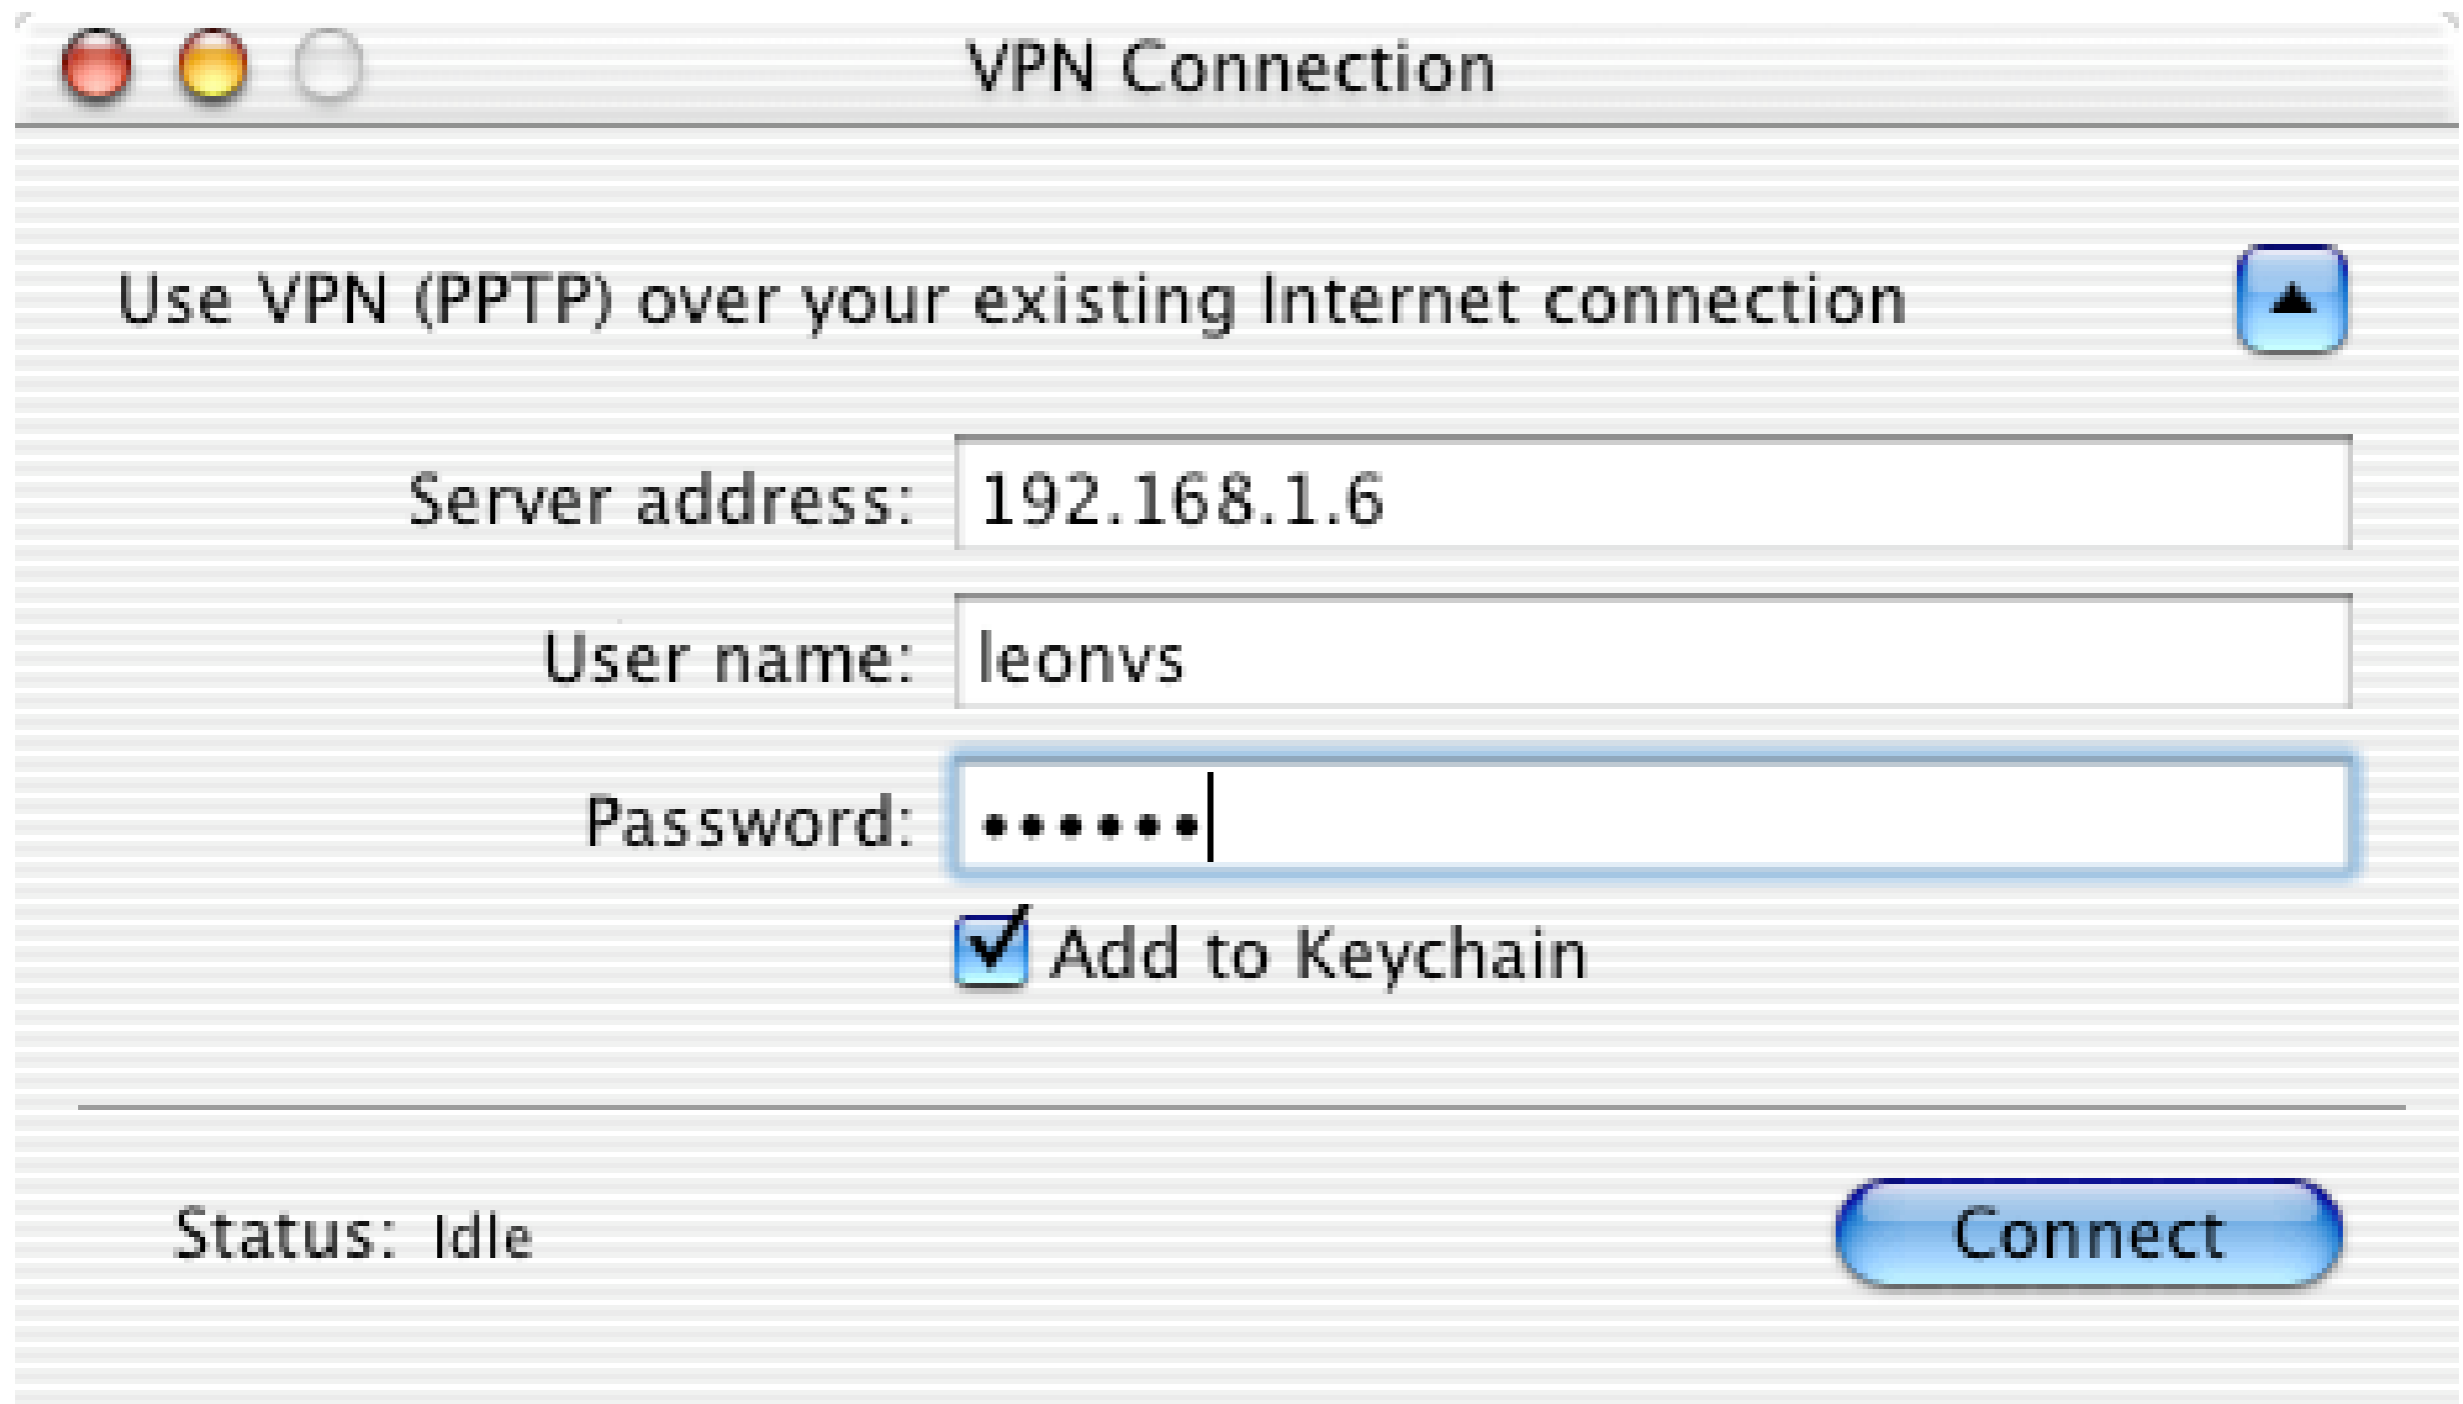 VPN Connection
Use VPN (PPTP) over your existing Internet connection
Server address: 192.168.1.6
User name: leonvs
Password: ••••••
Add to Keychain
Status: Idle
Connect